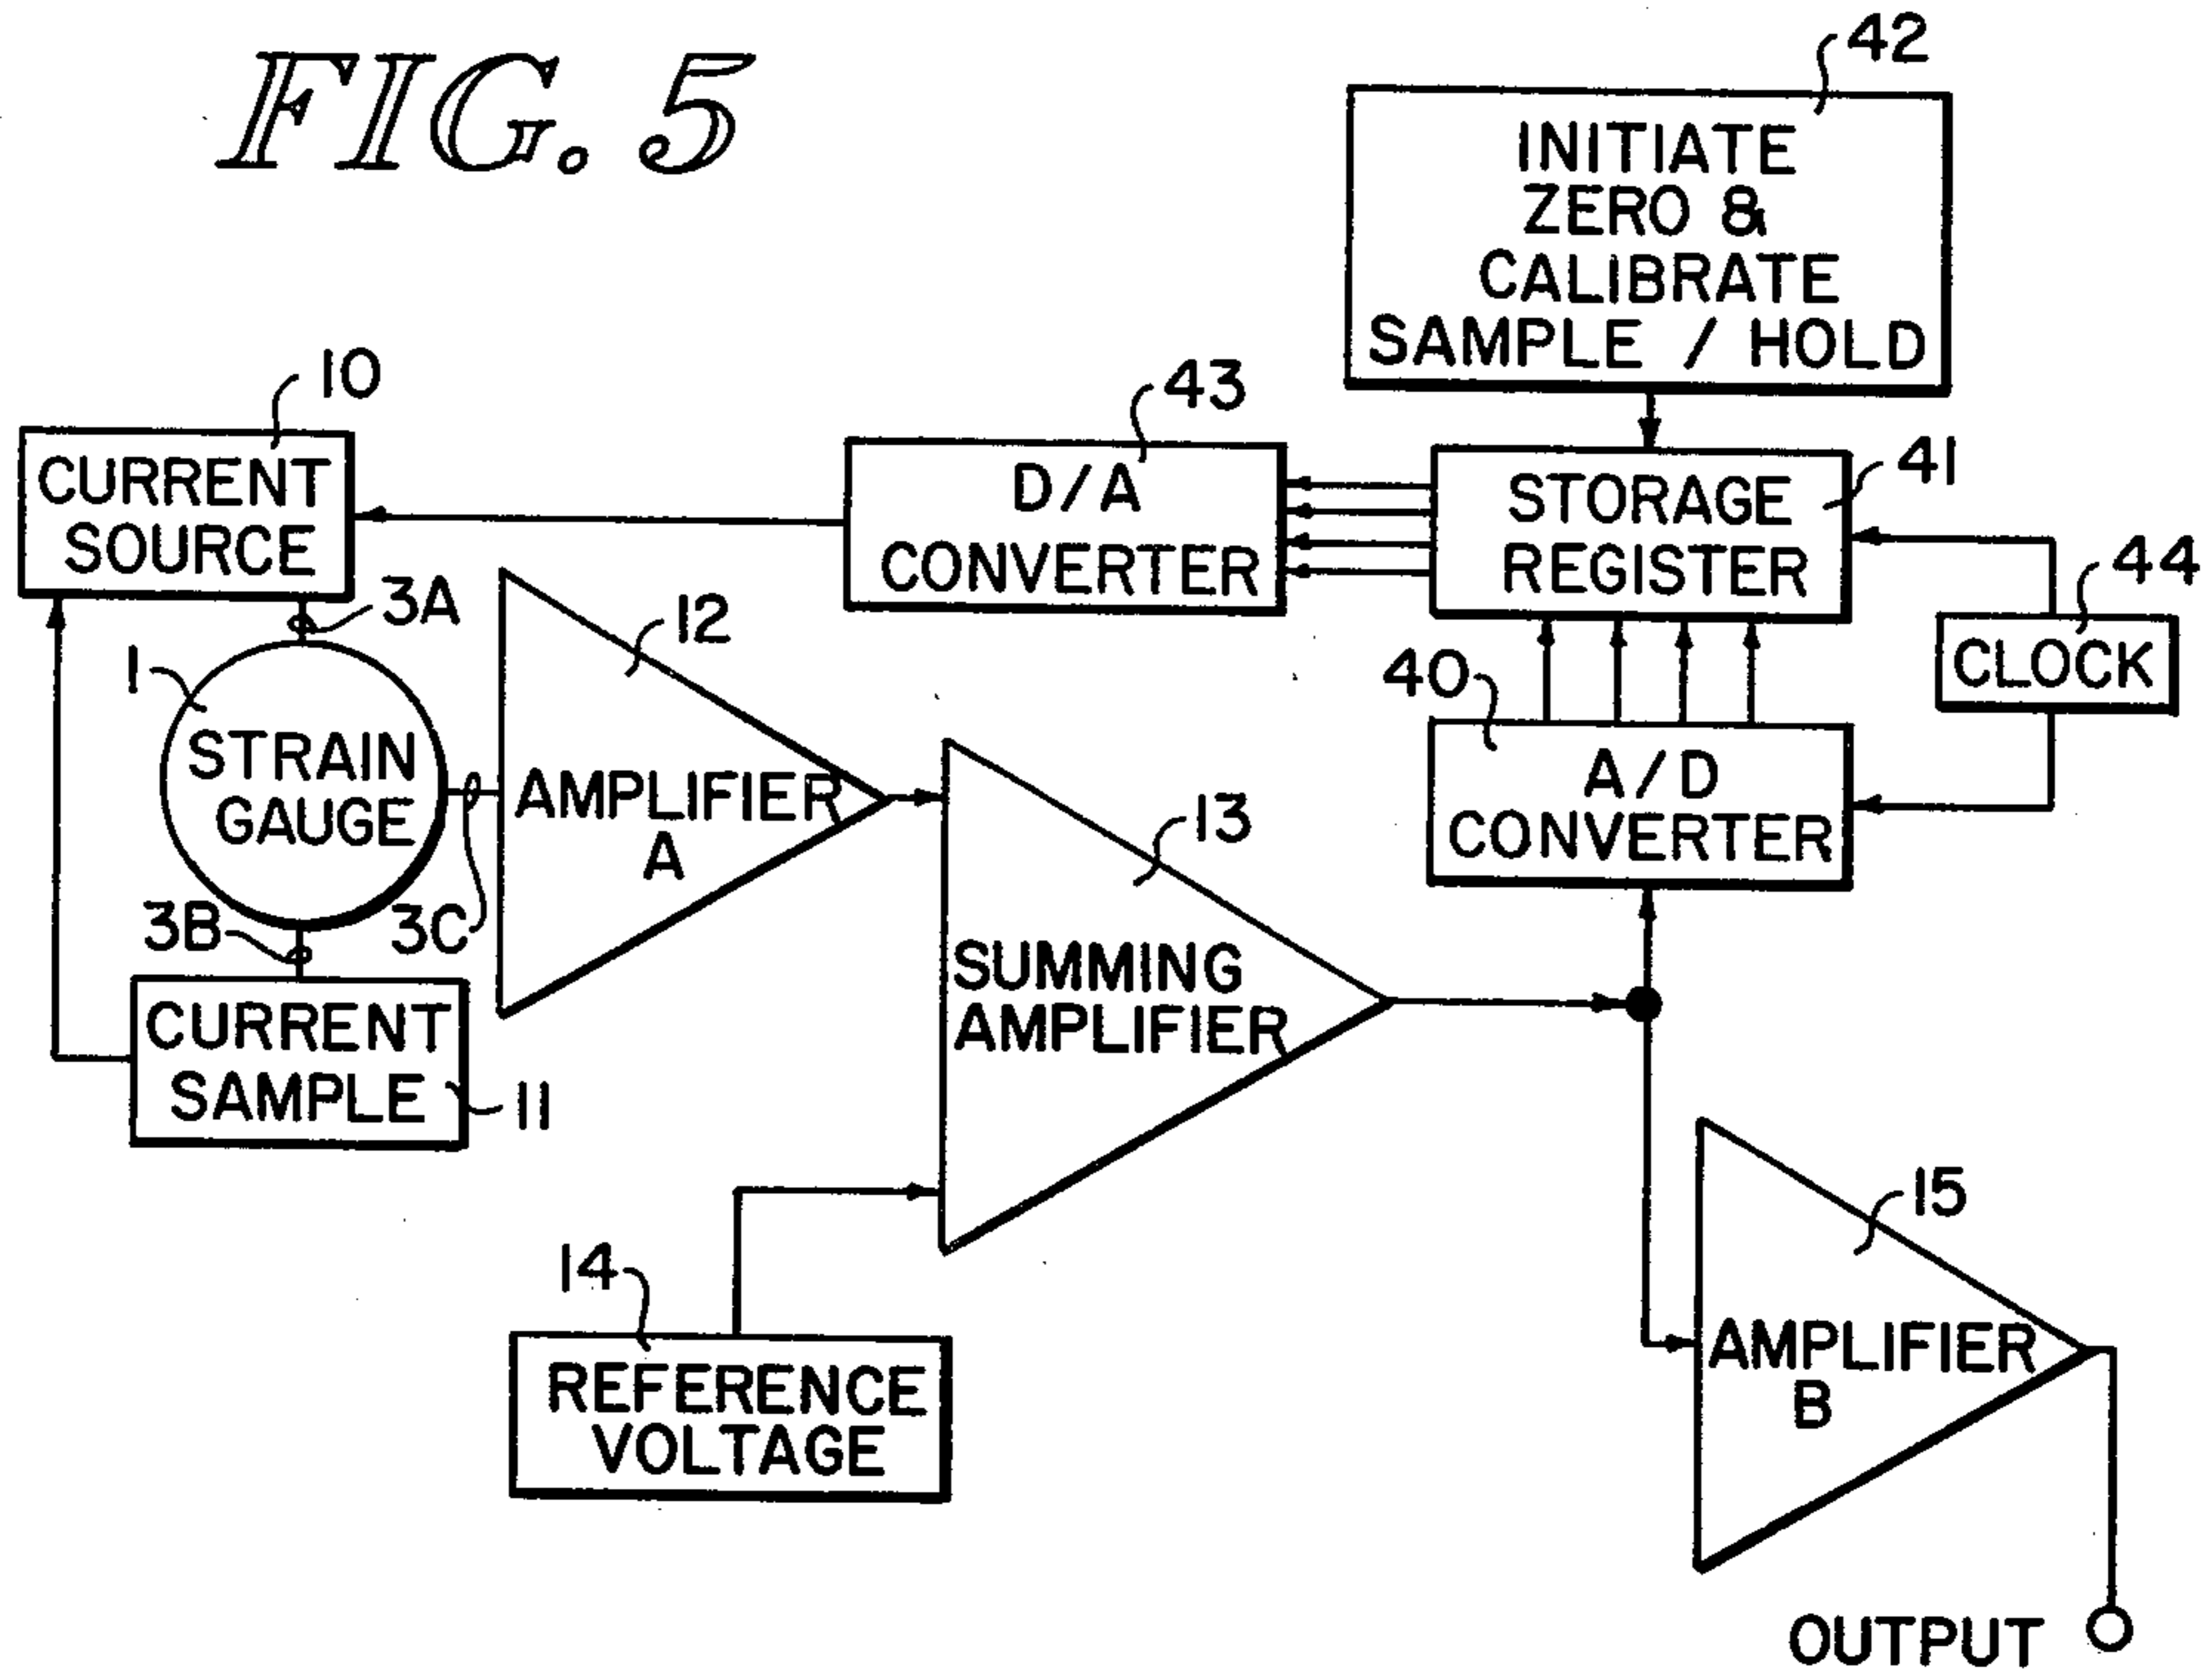 FIG. 5
42
INITIATE
ZERO &
CALIBRATE
SAMPLE / HOLD
10
CURRENT
SOURCE
43
D/A
CONVERTER
41
STORAGE
REGISTER
44
CLOCK
3A
1
STRAIN
GAUGE
12
AMPLIFIER
A
40
A/D
CONVERTER
3B
3C
13
SUMMING
AMPLIFIER
CURRENT
SAMPLE
11
14
REFERENCE
VOLTAGE
15
AMPLIFIER
B
OUTPUT